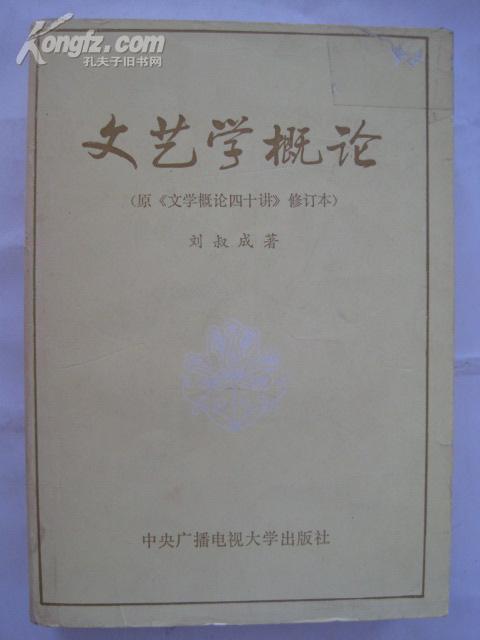 Kongfz.com
孔夫子旧书网
文艺学概论
（原《文学概论四十讲》修订本）
刘叔成著
中央广播电视大学出版社